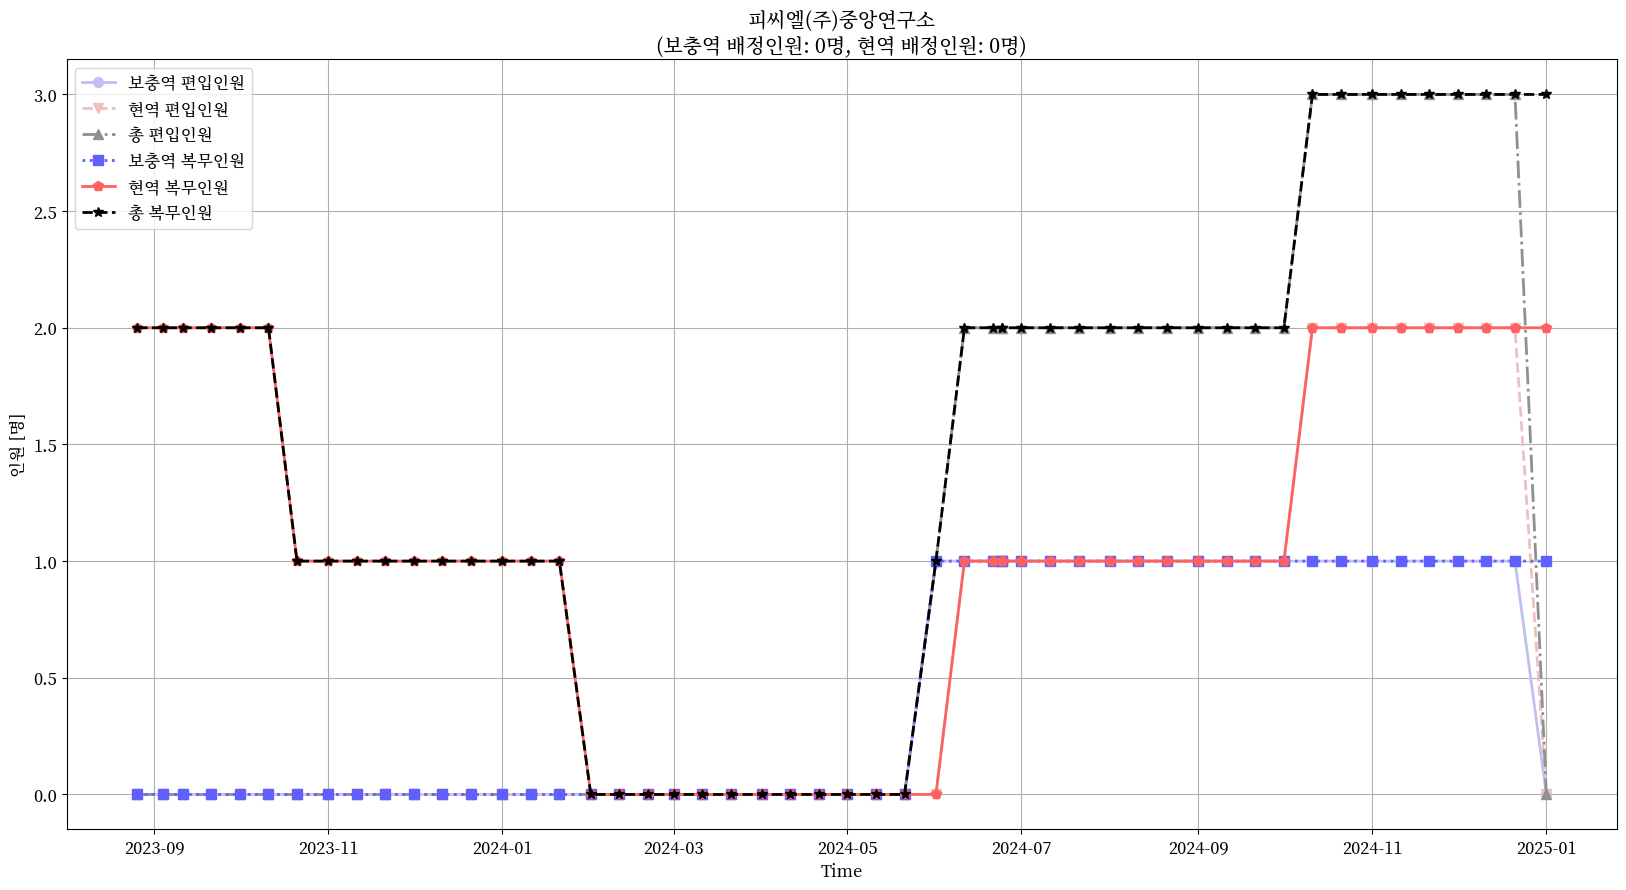 피씨엘(주)중앙연구소
(보충역 배정인원: 0명, 현역 배정인원: 0명)
보충역 편입인원
현역 편입인원
총 편입인원
보충역 복무인원
현역 복무인원
총 복무인원
3.0
2.5
2.0
1.5
1.0
0.5
0.0
인원 [명]
2023-09
2023-11
2024-01
2024-03
2024-05
2024-07
2024-09
2024-11
2025-01
Time